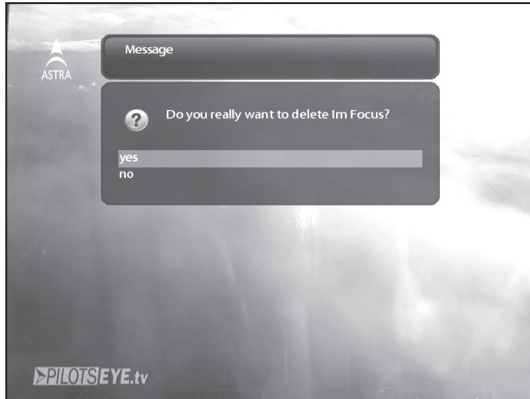 ASTRA
Message
Do you really want to delete Im Focus?
yes
no
PILOTSEYE.tv